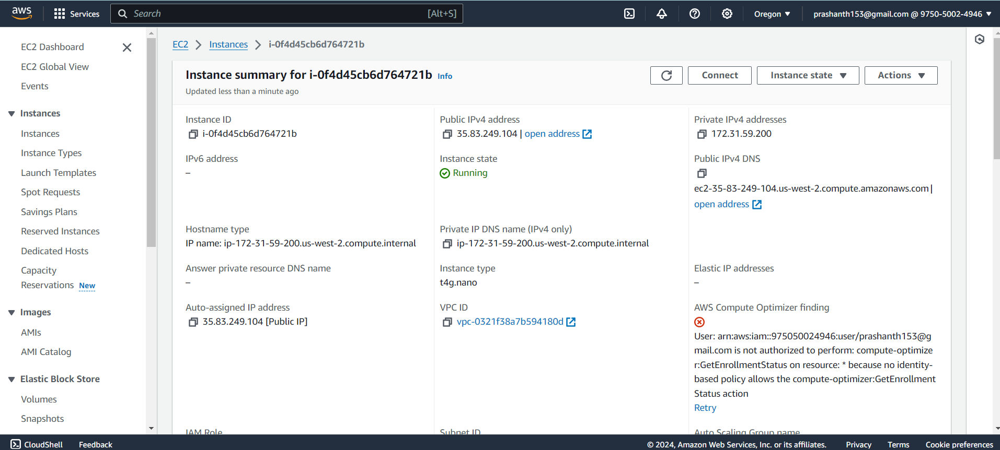 aws
Services
Search
[Alt+S]
Oregon
prashanth153@gmail.com @ 9750-5002-4946
EC2 Dashboard
EC2 Global View
Events
Instances
Instances
Instance Types
Launch Templates
Spot Requests
Savings Plans
Reserved Instances
Dedicated Hosts
Capacity
Reservations New
Images
AMIs
AMI Catalog
Elastic Block Store
Volumes
Snapshots
EC2 > Instances > i-0f4d45cb6d764721b
Instance summary for i-0f4d45cb6d764721b Info
Updated less than a minute ago
Connect
Instance state
Actions
Instance ID
i-0f4d45cb6d764721b
Public IPv4 address
35.83.249.104 | open address
Private IPv4 addresses
172.31.59.200
IPv6 address
–
Instance state
Running
Public IPv4 DNS
ec2-35-83-249-104.us-west-2.compute.amazonaws.com |
open address
Hostname type
IP name: ip-172-31-59-200.us-west-2.compute.internal
Private IP DNS name (IPv4 only)
ip-172-31-59-200.us-west-2.compute.internal
Answer private resource DNS name
–
Instance type
t4g.nano
Elastic IP addresses
–
Auto-assigned IP address
35.83.249.104 [Public IP]
VPC ID
vpc-0321f38a7b594180d
AWS Compute Optimizer finding
User: arn:aws:iam::975050024946:user/prashanth153@g
mail.com is not authorized to perform: compute-optimize
r:GetEnrollmentStatus on resource: * because no identity-
based policy allows the compute-optimizer:GetEnrollment
Status action
Retry
IAM Role
Subnet ID
Auto Scaling Group name
CloudShell
Feedback
© 2024, Amazon Web Services, Inc. or its affiliates.
Privacy
Terms
Cookie preferences